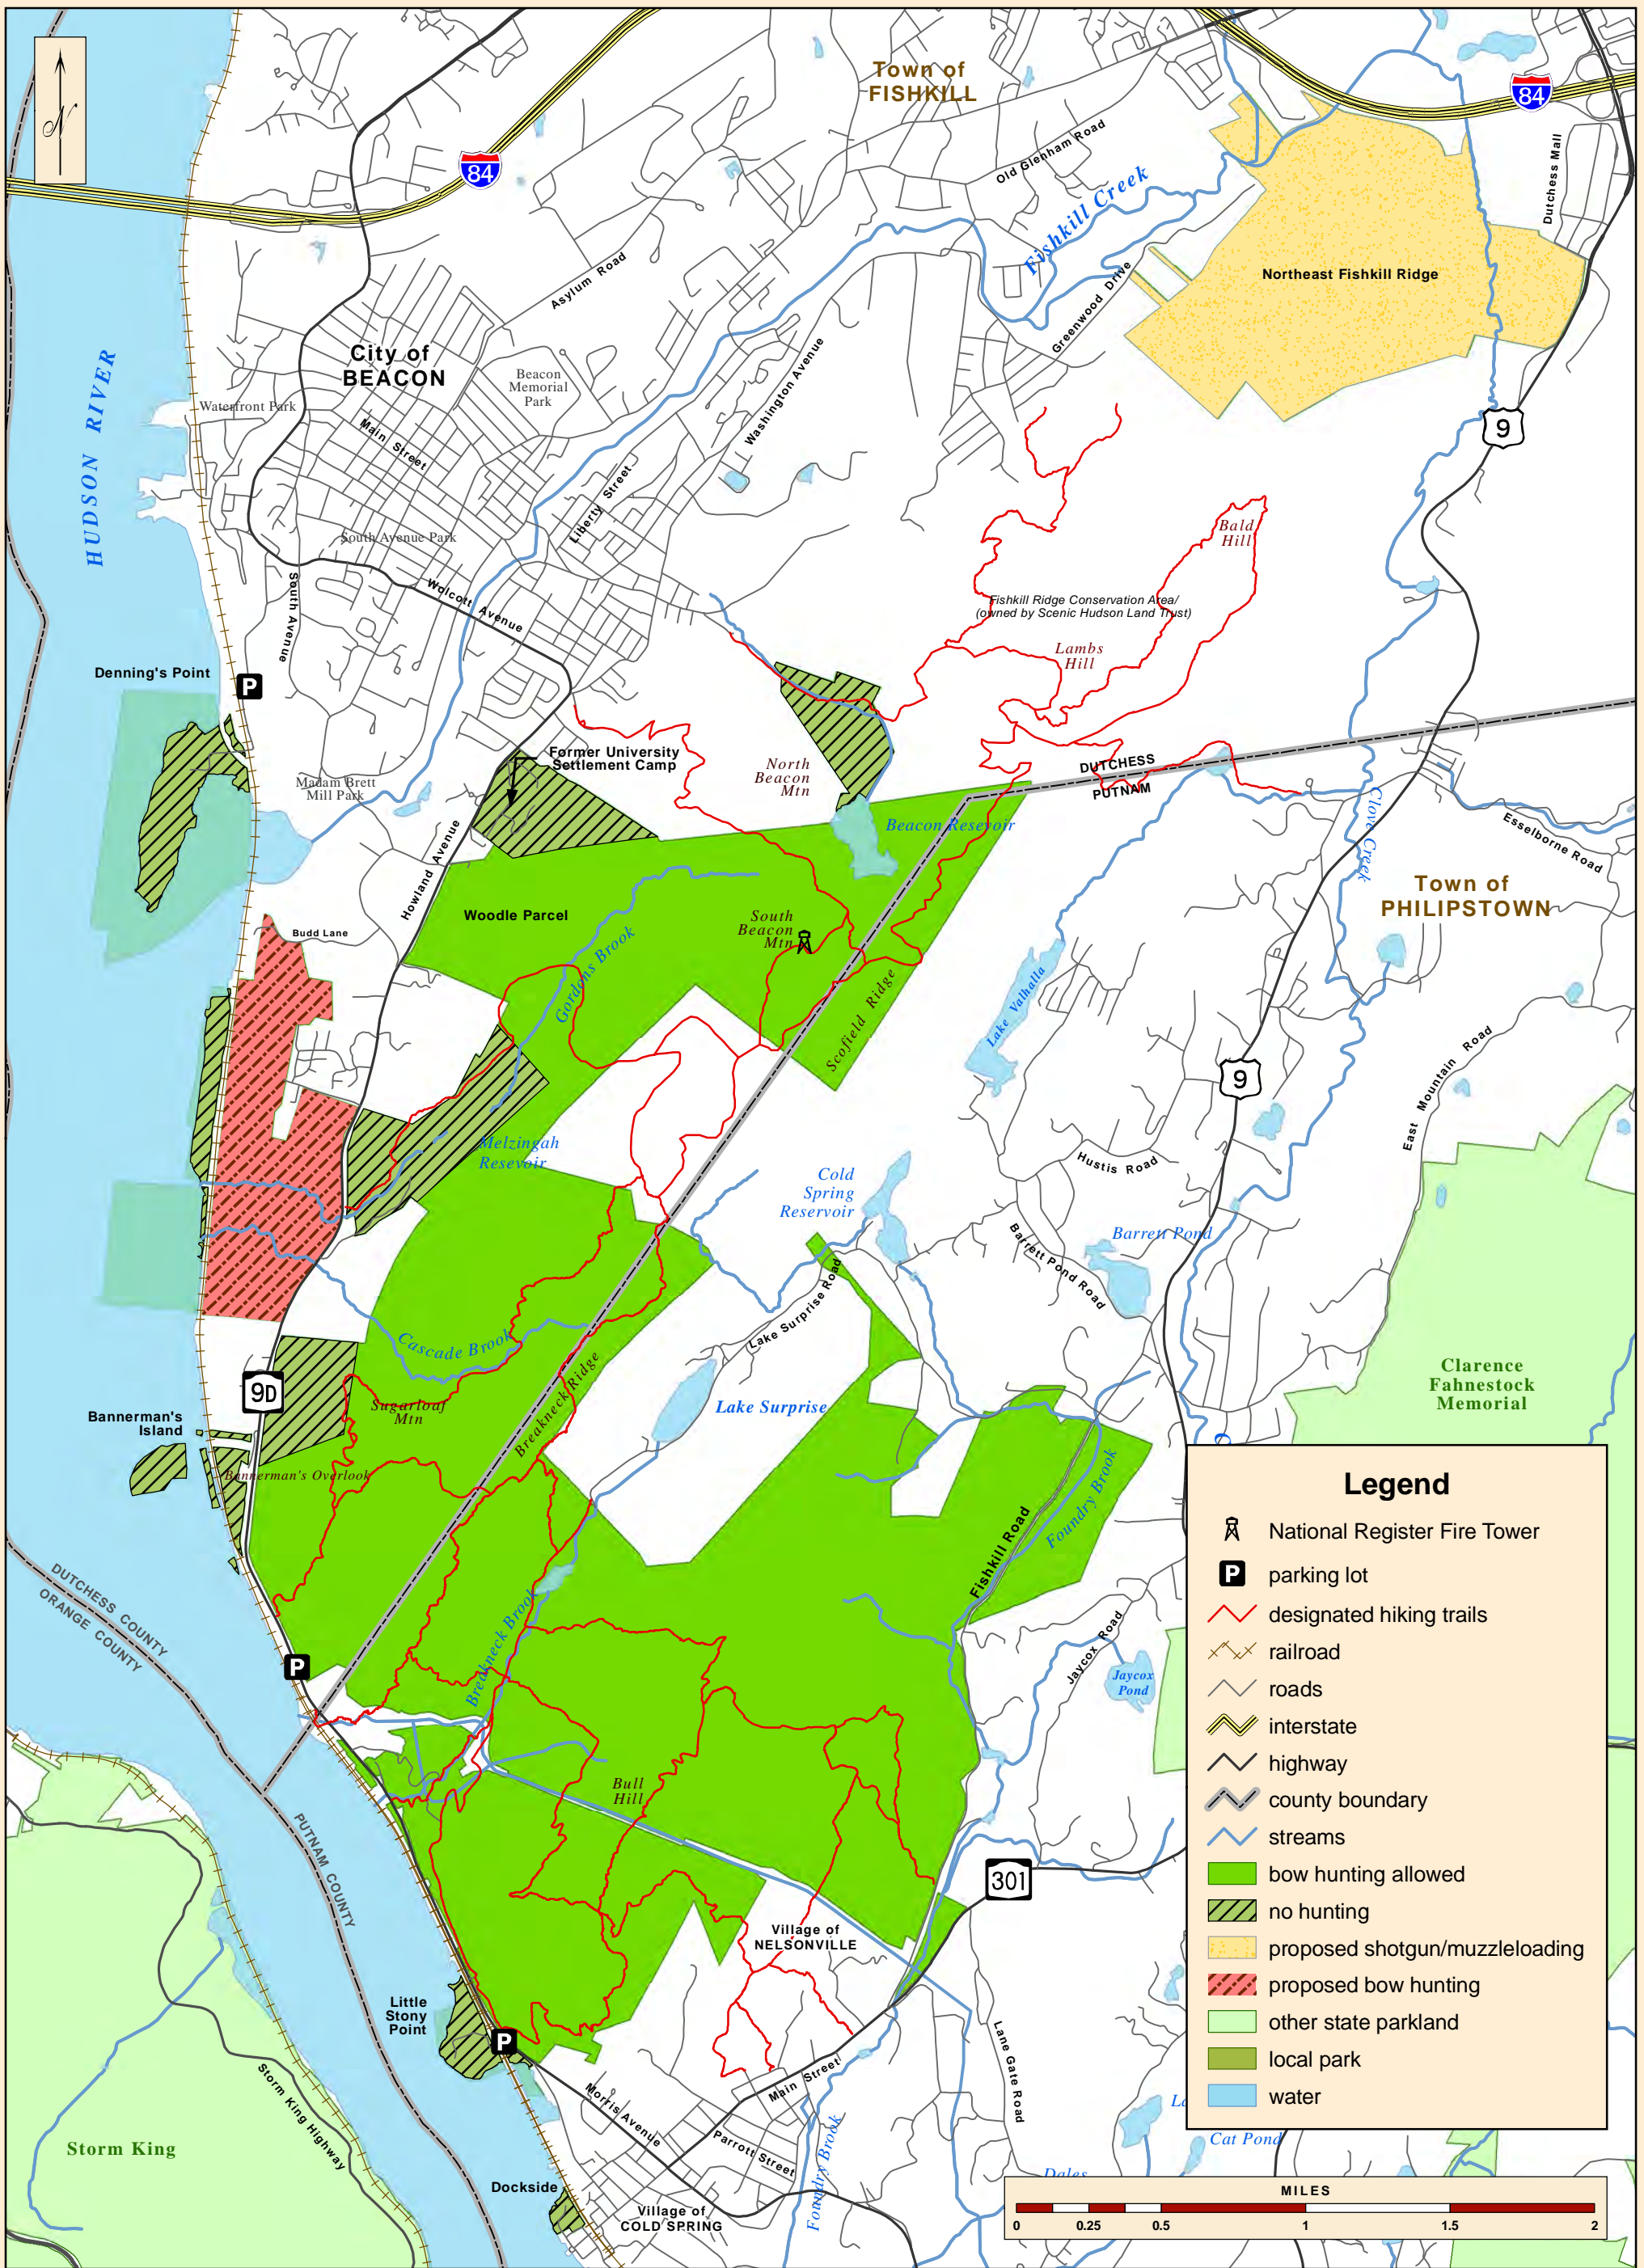 N
Town of
FISHKILL
84
84
Old Glenham Road
Dutchess Mall
Fishkill Creek
Asylum Road
Greenwood Drive
Northeast Fishkill Ridge
HUDSON RIVER
City of
BEACON
Beacon
Memorial
Park
Washington Avenue
Waterfront Park
Main Street
9
Liberty Street
South Avenue Park
Bald
Hill
South Avenue
Wolcott Avenue
Fishkill Ridge Conservation Area/
(owned by Scenic Hudson Land Trust)
Lambs
Hill
Denning's Point
P
Former University
Settlement Camp
North
Beacon
Mtn
DUTCHESS
PUTNAM
Madam Brett
Mill Park
Beacon Resevoir
Clove Creek
Esselborne Road
Howland Avenue
Town of
PHILIPSTOWN
Woodle Parcel
South
Beacon
Mtn
Budd Lane
Gordons Brook
Lake Valhalla
Scofield Ridge
East Mountain Road
9
Melzingah
Resevoir
Hustis Road
Cold
Spring
Reservoir
Barrett Pond
Barrett Pond Road
Lake Surprise Road
Cascade Brook
Clarence
Fahnestock
Memorial
9D
Breakneck Ridge
Sugarloaf
Mtn
Lake Surprise
Bannerman's
Island
Bannerman's Overlook
Foundry Brook
Fishkill Road
DUTCHESS COUNTY
ORANGE COUNTY
Breakneck Brook
Jaycox Road
Jaycox
Pond
P
Bull
Hill
PUTNAM COUNTY
301
Village of
NELSONVILLE
Little
Stony
Point
P
Lane Gate Road
Storm King Highway
Morris Avenue
Main Street
Parrott Street
Foundry Brook
Storm King
Dockside
Village of
COLD SPRING
Cat Pond
Dales
Legend
National Register Fire Tower
P parking lot
designated hiking trails
railroad
roads
interstate
highway
county boundary
streams
bow hunting allowed
no hunting
proposed shotgun/muzzleloading
proposed bow hunting
other state parkland
local park
water
MILES
0 0.25 0.5 1 1.5 2